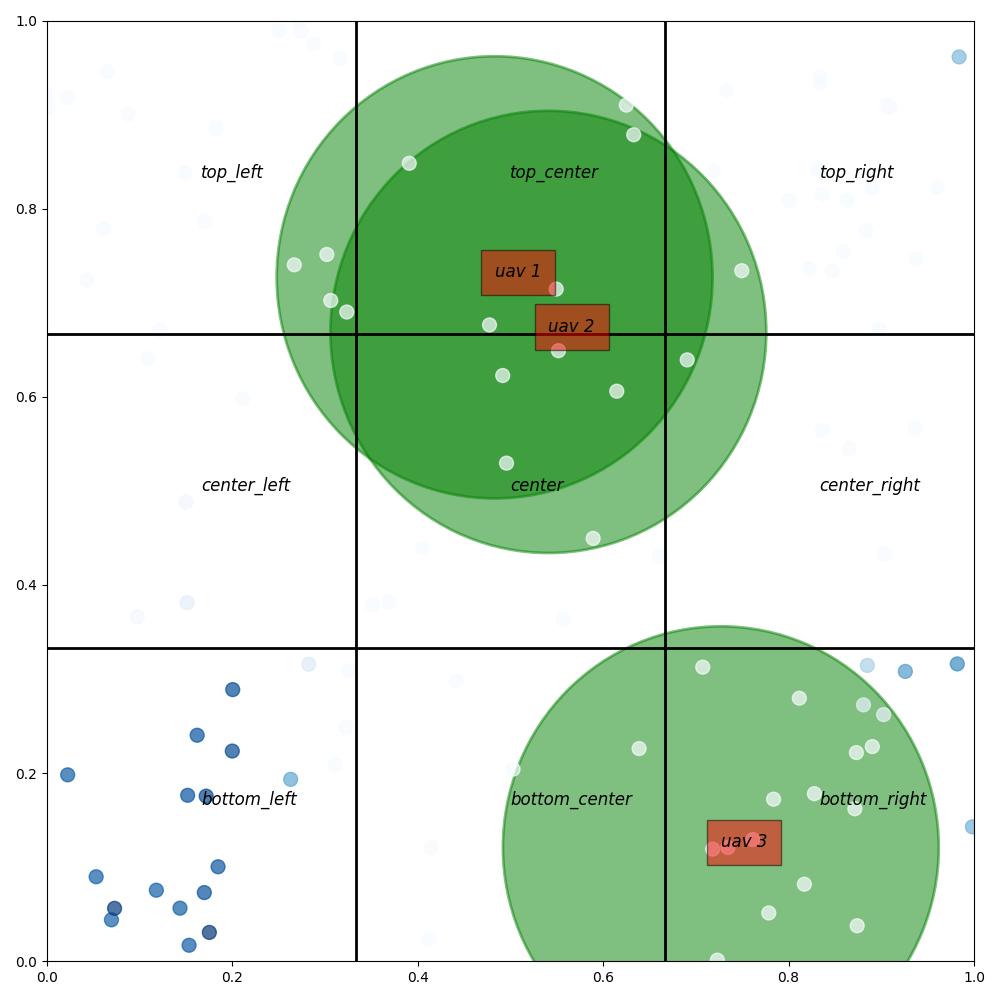 1.0
top_left
top_center
top_right
0.8
uav 1
uav 2
0.6
center_left
center
center_right
0.4
0.2
bottom_left
bottom_center
bottom_right
uav 3
0.0
0.0
0.2
0.4
0.6
0.8
1.0